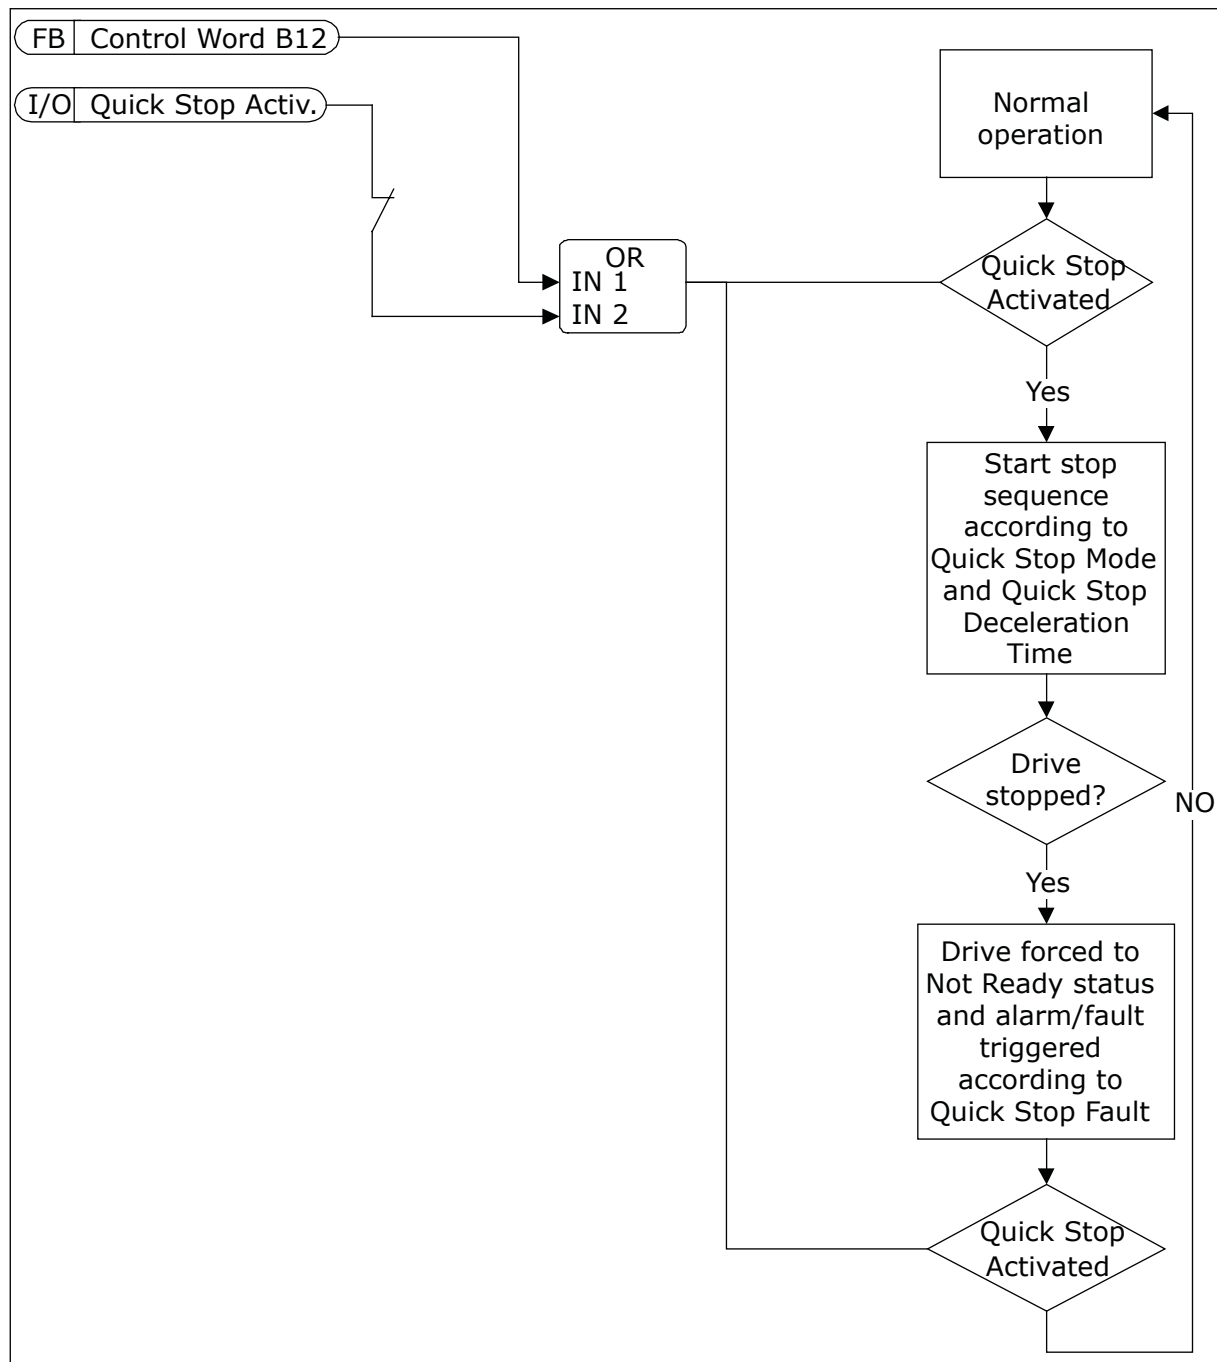 FB Control Word B12
I/O Quick Stop Activ.
Normal
operation
OR
IN 1
IN 2
Quick Stop
Activated
Yes
Start stop
sequence
according to
Quick Stop Mode
and Quick Stop
Deceleration
Time
Drive
stopped?
NO
Yes
Drive forced to
Not Ready status
and alarm/fault
triggered
according to
Quick Stop Fault
Quick Stop
Activated